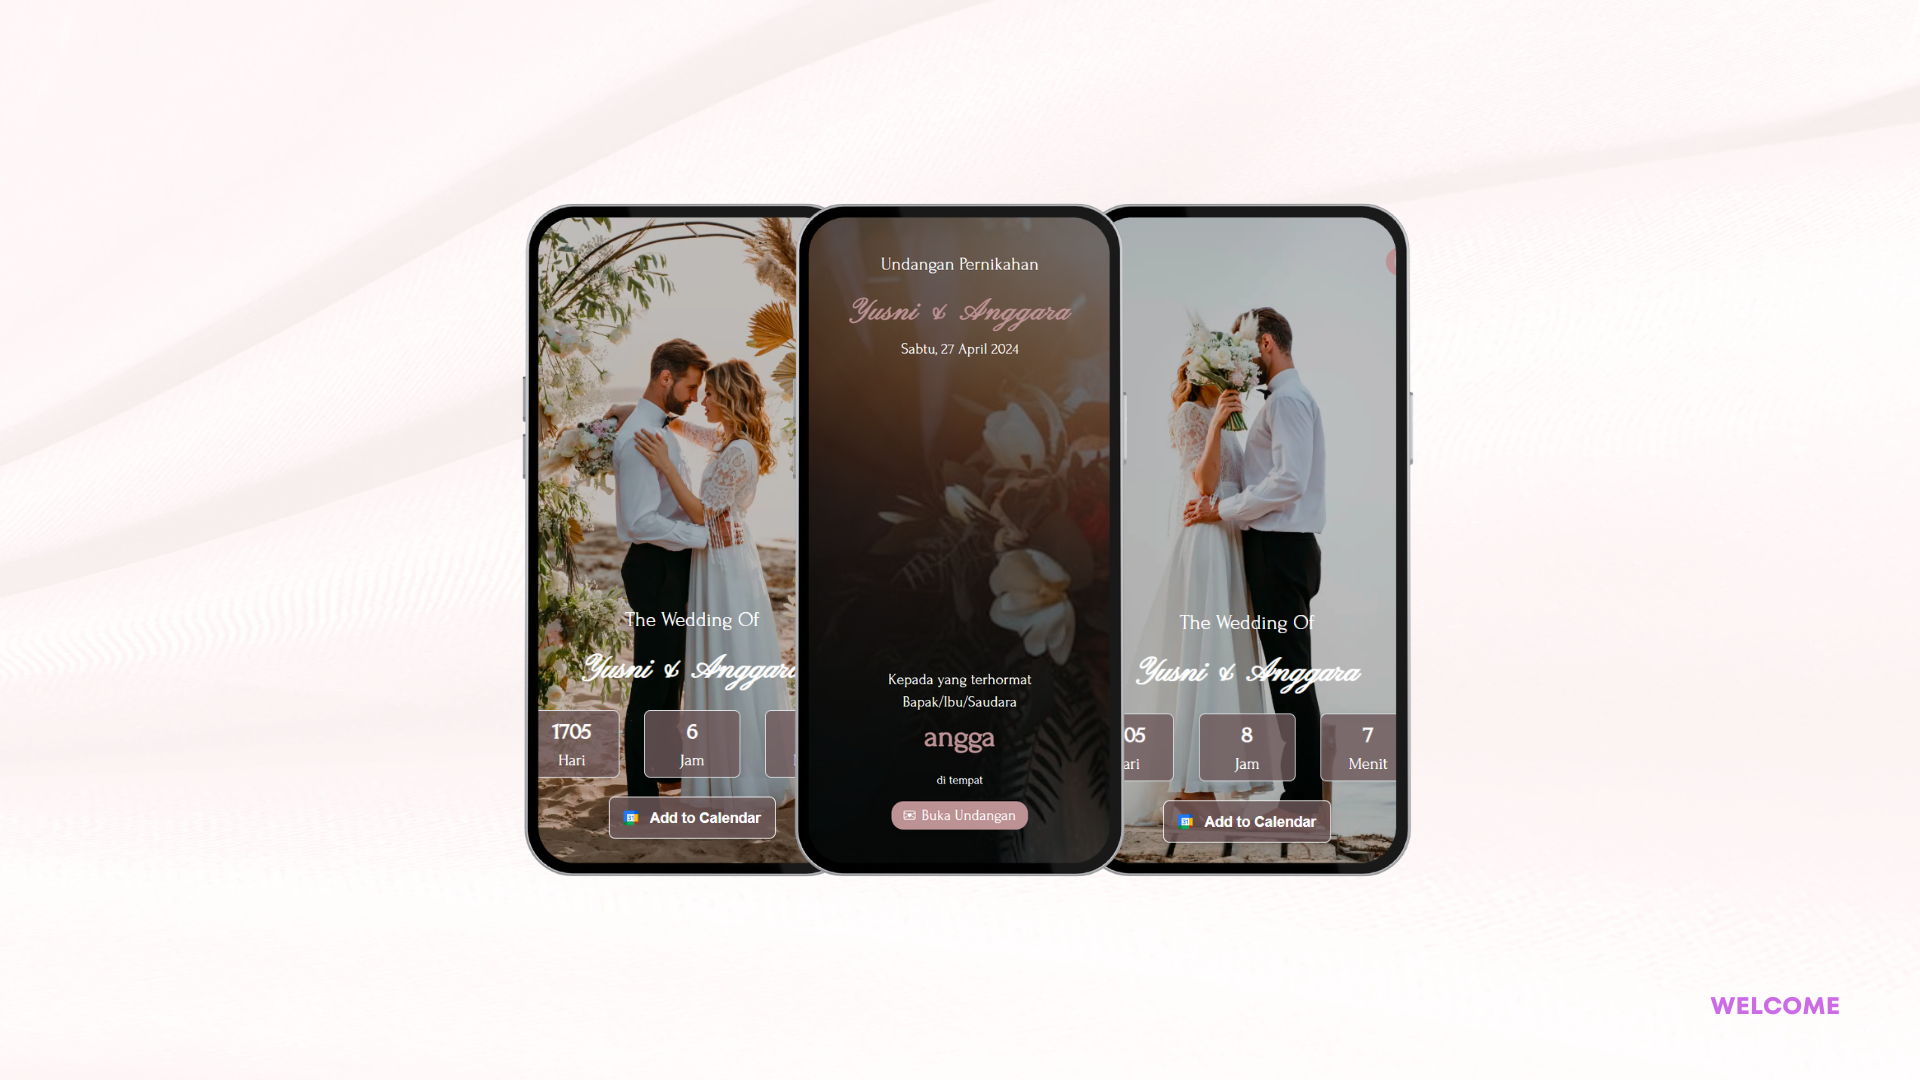 The Wedding Of
Yusni & Anggara
1705
Hari
6
Jam
Add to Calendar
Undangan Pernikahan
Yusni & Anggara
Sabtu, 27 April 2024
Kepada yang terhormat
Bapak/Ibu/Saudara
angga
di tempat
Buka Undangan
The Wedding Of
Yusni & Anggara
05
ari
8
Jam
7
Menit
Add to Calendar
WELCOME